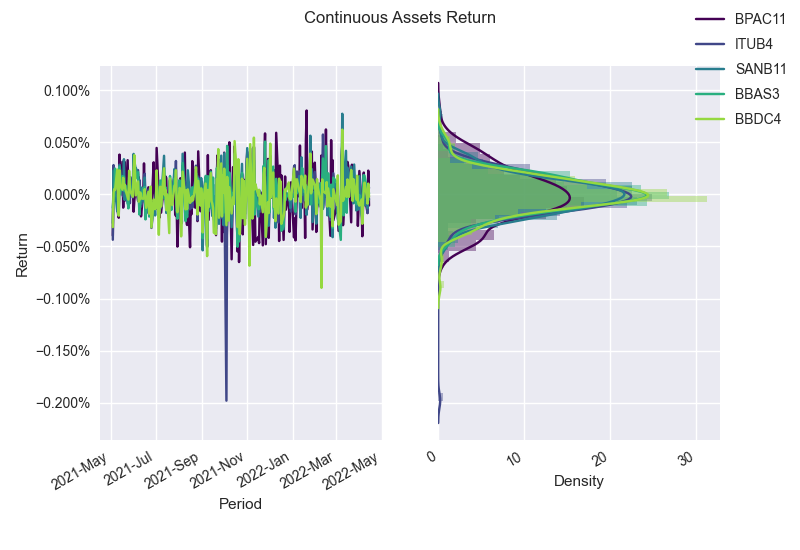 Continuous Assets Return
BPAC11
ITUB4
SANB11
BBAS3
BBDC4
Return
0.100%
0.050%
0.000%
−0.050%
−0.100%
−0.150%
−0.200%
2021-May
2021-Jul
2021-Sep
2021-Nov
2022-Jan
2022-Mar
2022-May
Period
0
10
20
30
Density